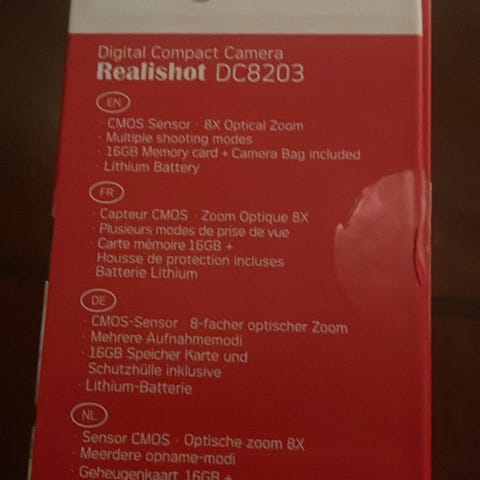 Digital Compact Camera
Realishot DC8203
EN
· CMOS Sensor · 8X Optical Zoom
· Multiple shooting modes
· 16GB Memory card + Camera Bag included
· Lithium Battery
FR
· Capteur CMOS · Zoom Optique 8X
· Plusieurs modes de prise de vue
· Carte mémoire 16GB +
Housse de protection incluses
· Batterie Lithium
DE
· CMOS-Sensor · 8-facher optischer Zoom
· Mehrere Aufnahmemodi
· 16GB Speicher Karte und
Schutzhülle inklusive
· Lithium-Batterie
NL
· Sensor CMOS · Optische zoom 8X
· Meerdere opname-modi
· Geheugenkaart 16GB +